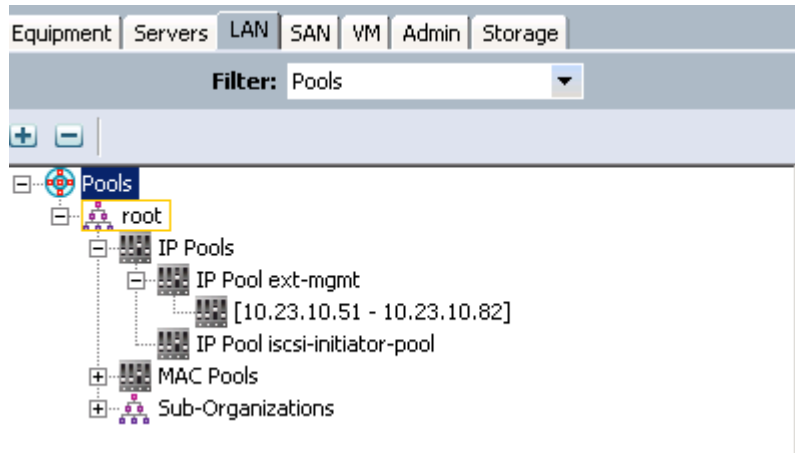 Equipment Servers LAN SAN VM Admin Storage
Filter: Pools
Pools
root
IP Pools
IP Pool ext-mgmt
[10.23.10.51 - 10.23.10.82]
IP Pool iscsi-initiator-pool
MAC Pools
Sub-Organizations